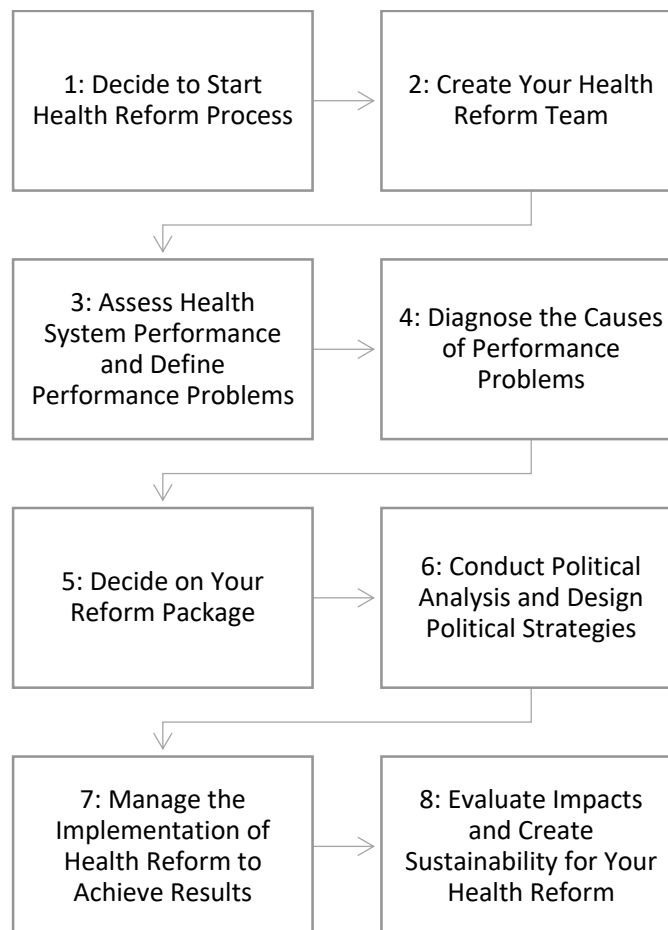 1: Decide to Start
Health Reform Process
2: Create Your Health
Reform Team
3: Assess Health
System Performance
and Define
Performance Problems
4: Diagnose the Causes
of Performance
Problems
5: Decide on Your
Reform Package
6: Conduct Political
Analysis and Design
Political Strategies
7: Manage the
Implementation of
Health Reform to
Achieve Results
8: Evaluate Impacts
and Create
Sustainability for Your
Health Reform